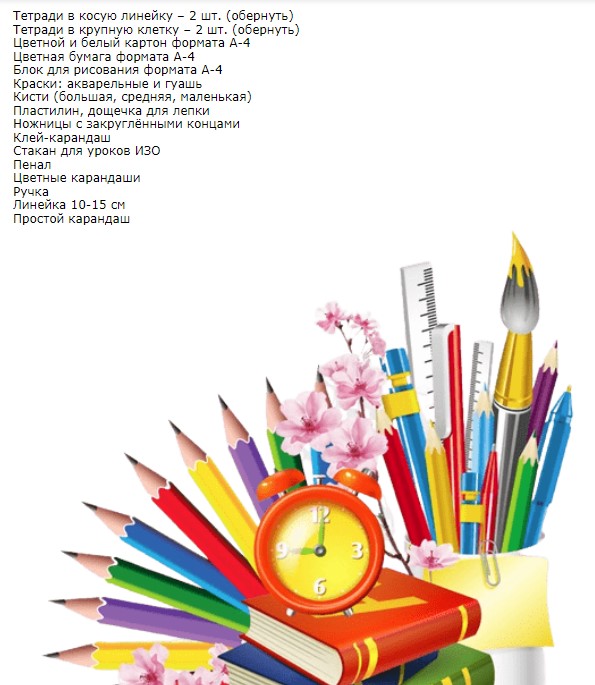 Тетради в косую линейку – 2 шт. (обернуть)
Тетради в крупную клетку – 2 шт. (обернуть)
Цветной и белый картон формата А-4
Цветная бумага формата А-4
Блок для рисования формата А-4
Краски: акварельные и гуашь
Кисти (большая, средняя, маленькая)
Пластилин, дощечка для лепки
Ножницы с закруглёнными концами
Клей-карандаш
Стакан для уроков ИЗО
Пенал
Цветные карандаши
Ручка
Линейка 10-15 см
Простой карандаш
12
9 3
6